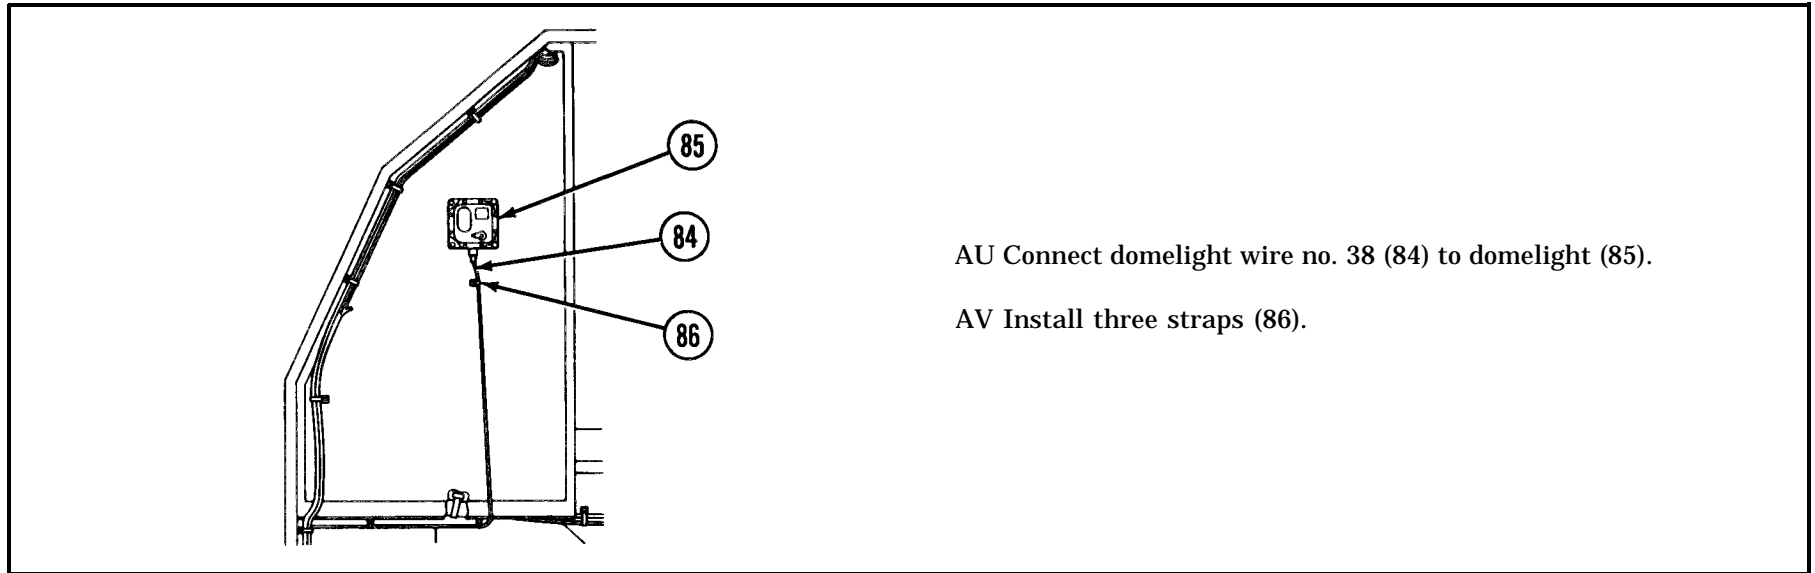 85
84
86
AU Connect domelight wire no. 38 (84) to domelight (85).
AV Install three straps (86).